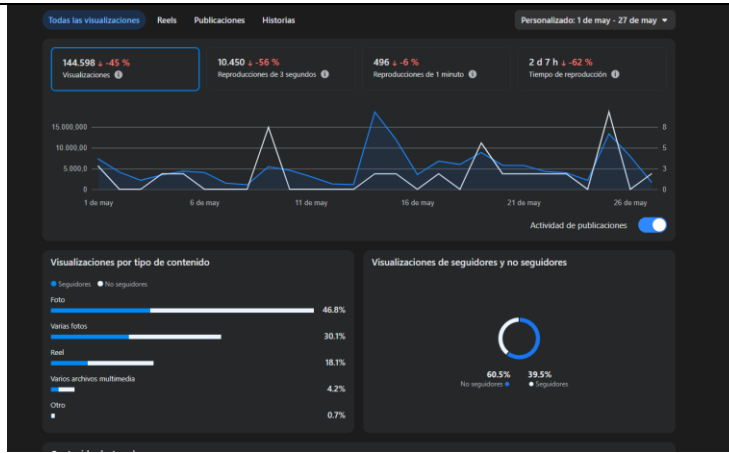 Todas las visualizaciones Reels Publicaciones Historias Personalizado: 1 de may - 27 de may
144.598 ↓ -45 % 10.450 ↓ -56 % 496 ↓ -6 % 2 d 7 h ↓ -62 %
Visualizaciones Reproducciones de 3 segundos Reproducciones de 1 minuto Tiempo de reproducción
15.000,000 8
10.000,00 5
5.000,0 3
0 0
1 de may 6 de may 11 de may 16 de may 21 de may 26 de may
Actividad de publicaciones
Visualizaciones por tipo de contenido
Seguidores No seguidores
Foto
46.8%
Varias fotos
30.1%
Reel
18.1%
Varios archivos multimedia
4.2%
Otro
0.7%
Visualizaciones de seguidores y no seguidores
60.5% 39.5%
No seguidores Seguidores